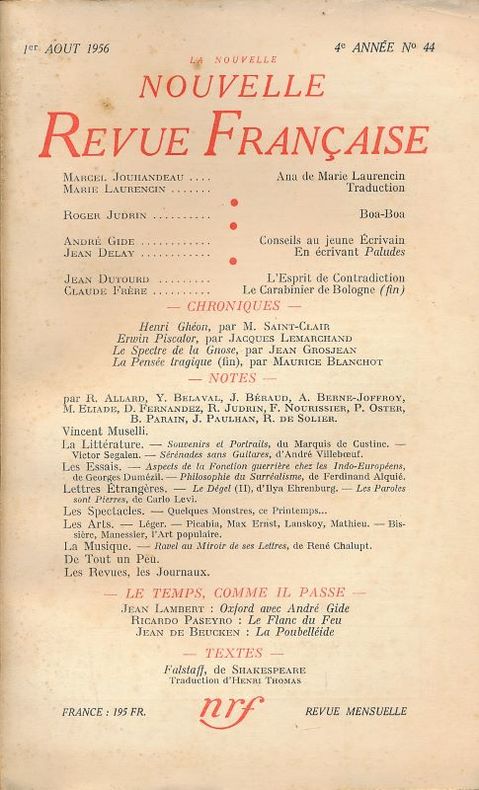 1er AOUT 1956 4e ANNÉE No 44
LA NOUVELLE
NOUVELLE
REVUE FRANÇAISE
MARCEL JOUHANDEAU .... Ana de Marie Laurencin
MARIE LAURENCIN ....... Traduction
ROGER JUDRIN .......... Boa-Boa
ANDRÉ GIDE ........... Conseils au jeune Écrivain
JEAN DELAY ............ En écrivant Paludes
JEAN DUTOURD ......... L'Esprit de Contradiction
CLAUDE FRÈRE ......... Le Carabinier de Bologne (fin)
— CHRONIQUES —
Henri Ghéon, par M. SAINT-CLAIR
Erwin Piscator, par JACQUES LEMARCHAND
Le Spectre de la Gnose, par JEAN GROSJEAN
La Pensée tragique (fin), par MAURICE BLANCHOT
— NOTES —
par R. ALLARD, Y. BELAVAL, J. BÉRAUD, A. BERNE-JOFFROY,
M. ELIADE, D. FERNANDEZ, R. JUDRIN, F. NOURISSIER, P. OSTER,
B. PARAIN, J. PAULHAN, R. DE SOLIER.
Vincent Muselli.
La Littérature. — Souvenirs et Portraits, du Marquis de Custine. —
Victor Segalen. — Sérénades sans Guitares, d'André Villebœuf.
Les Essais. — Aspects de la Fonction guerrière chez les Indo-Européens,
de Georges Dumézil. — Philosophie du Surréalisme, de Ferdinand Alquié.
Lettres Étrangères. — Le Dégel (II), d'Ilya Ehrenburg. — Les Paroles
sont Pierres, de Carlo Levi.
Les Spectacles. — Quelques Monstres, ce Printemps...
Les Arts. — Léger. — Picabia, Max Ernst, Lanskoy, Mathieu. — Bis-
sière, Manessier, l'Art populaire.
La Musique. — Ravel au Miroir de ses Lettres, de René Chalupt.
De Tout un Peu.
Les Revues, les Journaux.
— LE TEMPS, COMME IL PASSE —
JEAN LAMBERT : Oxford avec André Gide
RICARDO PASEYRO : Le Flanc du Feu
JEAN DE BEUCKEN : La Poubelléide
— TEXTES —
Falstaff, de SHAKESPEARE
Traduction d'HENRI THOMAS
FRANCE : 195 FR. nrf REVUE MENSUELLE